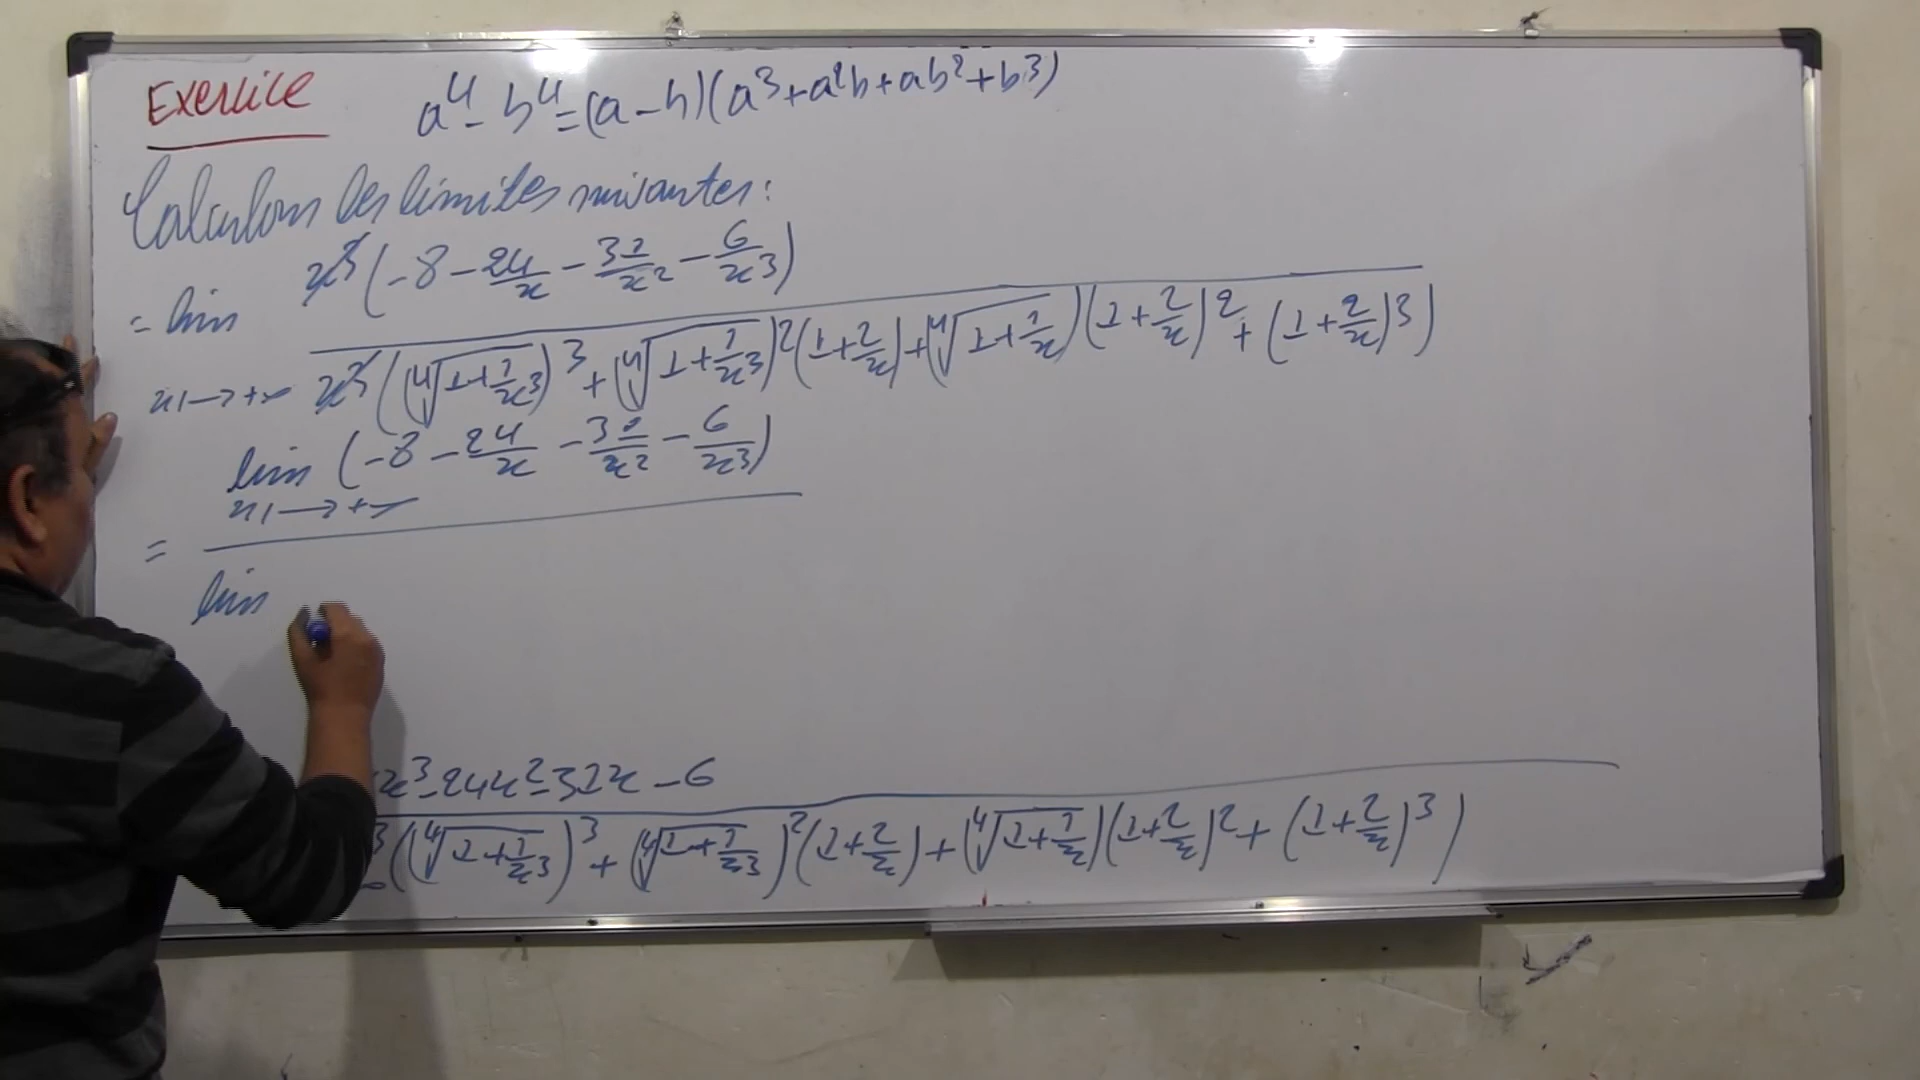 Exercice
a⁴ - b⁴ = (a - b)(a³ + a²b + ab² + b³)
Calculons les limites suivantes:
= lim x⟼+∞ x³(-8 - 24/x - 32/x² - 6/x³) / x³((⁴√(1+1/x³))³ + (⁴√(1+1/x³))²(1+2/x) + (⁴√(1+1/x))(1+2/x)² + (1+2/x)³)
= lim x⟼+∞ (-8 - 24/x - 32/x² - 6/x³)
lim
x³ - 24x² - 32x - 6
³((⁴√(1+1/x³))³ + (⁴√(1+1/x³))²(1+2/x) + (⁴√(1+1/x))(1+2/x)² + (1+2/x)³)